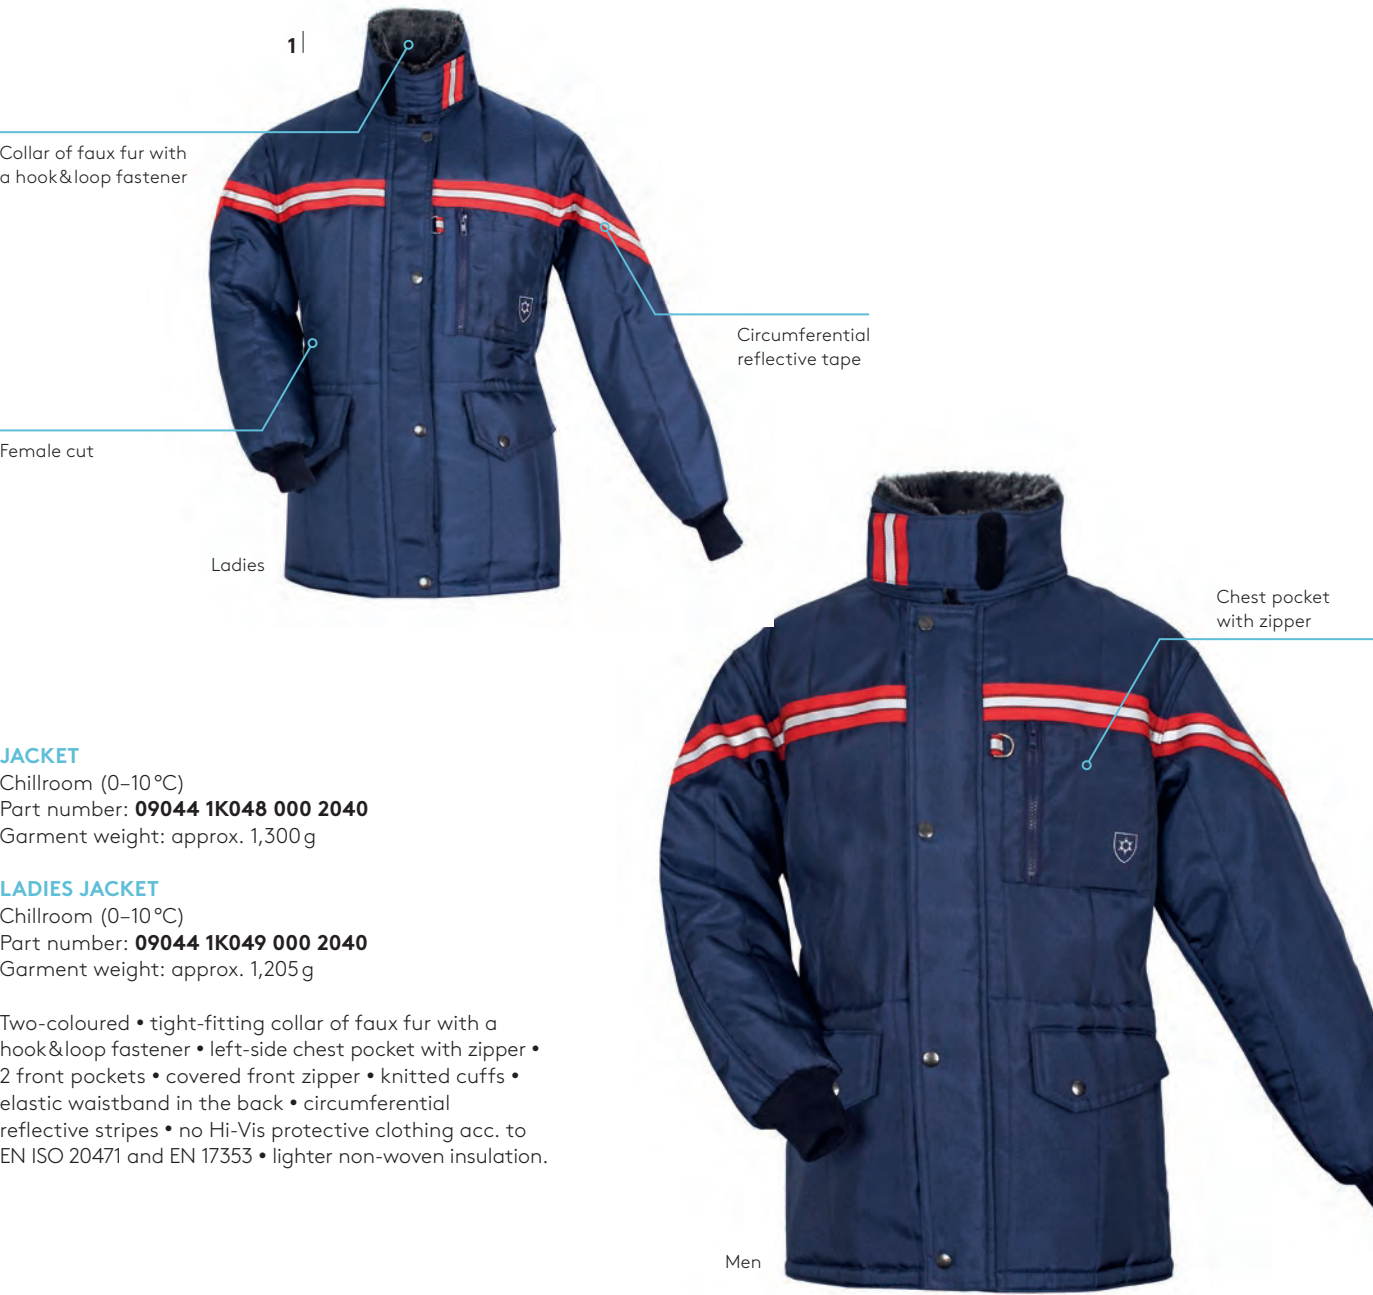 1
Collar of faux fur with
a hook&loop fastener
Circumferential
reflective tape
Female cut
Ladies
Chest pocket
with zipper
JACKET
Chillroom (0–10 °C)
Part number: 09044 1K048 000 2040
Garment weight: approx. 1,300 g
LADIES JACKET
Chillroom (0–10 °C)
Part number: 09044 1K049 000 2040
Garment weight: approx. 1,205 g
Two-coloured • tight-fitting collar of faux fur with a
hook&loop fastener • left-side chest pocket with zipper •
2 front pockets • covered front zipper • knitted cuffs •
elastic waistband in the back • circumferential
reflective stripes • no Hi-Vis protective clothing acc. to
EN ISO 20471 and EN 17353 • lighter non-woven insulation.
Men